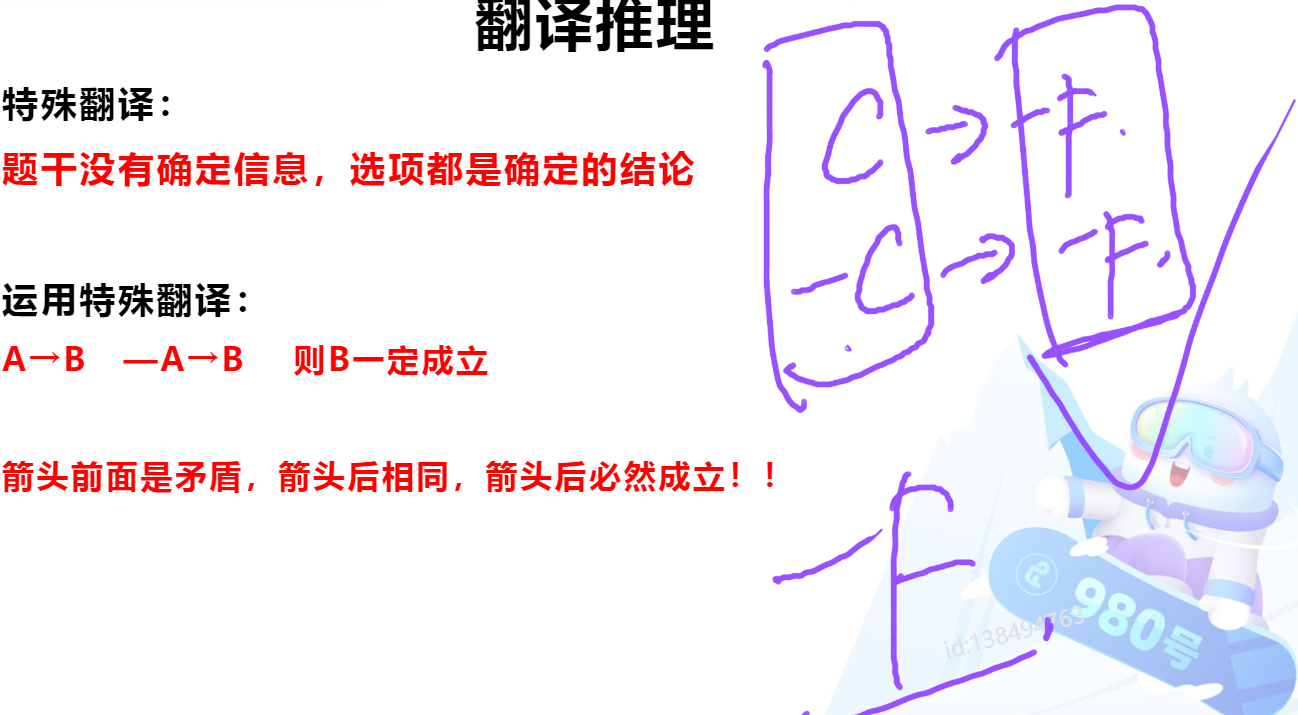 翻译推理
特殊翻译：
题干没有确定信息，选项都是确定的结论
运用特殊翻译：
A→B —A→B 则B一定成立
箭头前面是矛盾，箭头后相同，箭头后必然成立！！
C → -F.
-C → -F.
-F
980号
id:138494763